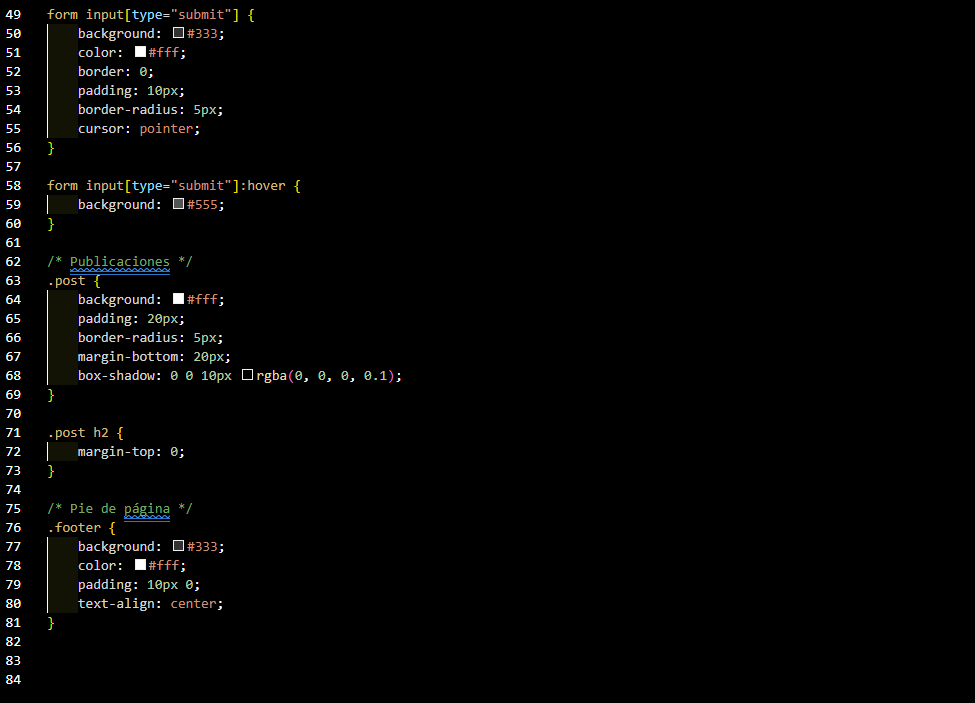 49 form input[type="submit"] {
50     background: #333;
51     color: #fff;
52     border: 0;
53     padding: 10px;
54     border-radius: 5px;
55     cursor: pointer;
56 }
57
58 form input[type="submit"]:hover {
59     background: #555;
60 }
61
62 /* Publicaciones */
63 .post {
64     background: #fff;
65     padding: 20px;
66     border-radius: 5px;
67     margin-bottom: 20px;
68     box-shadow: 0 0 10px rgba(0, 0, 0, 0.1);
69 }
70
71 .post h2 {
72     margin-top: 0;
73 }
74
75 /* Pie de página */
76 .footer {
77     background: #333;
78     color: #fff;
79     padding: 10px 0;
80     text-align: center;
81 }
82
83
84